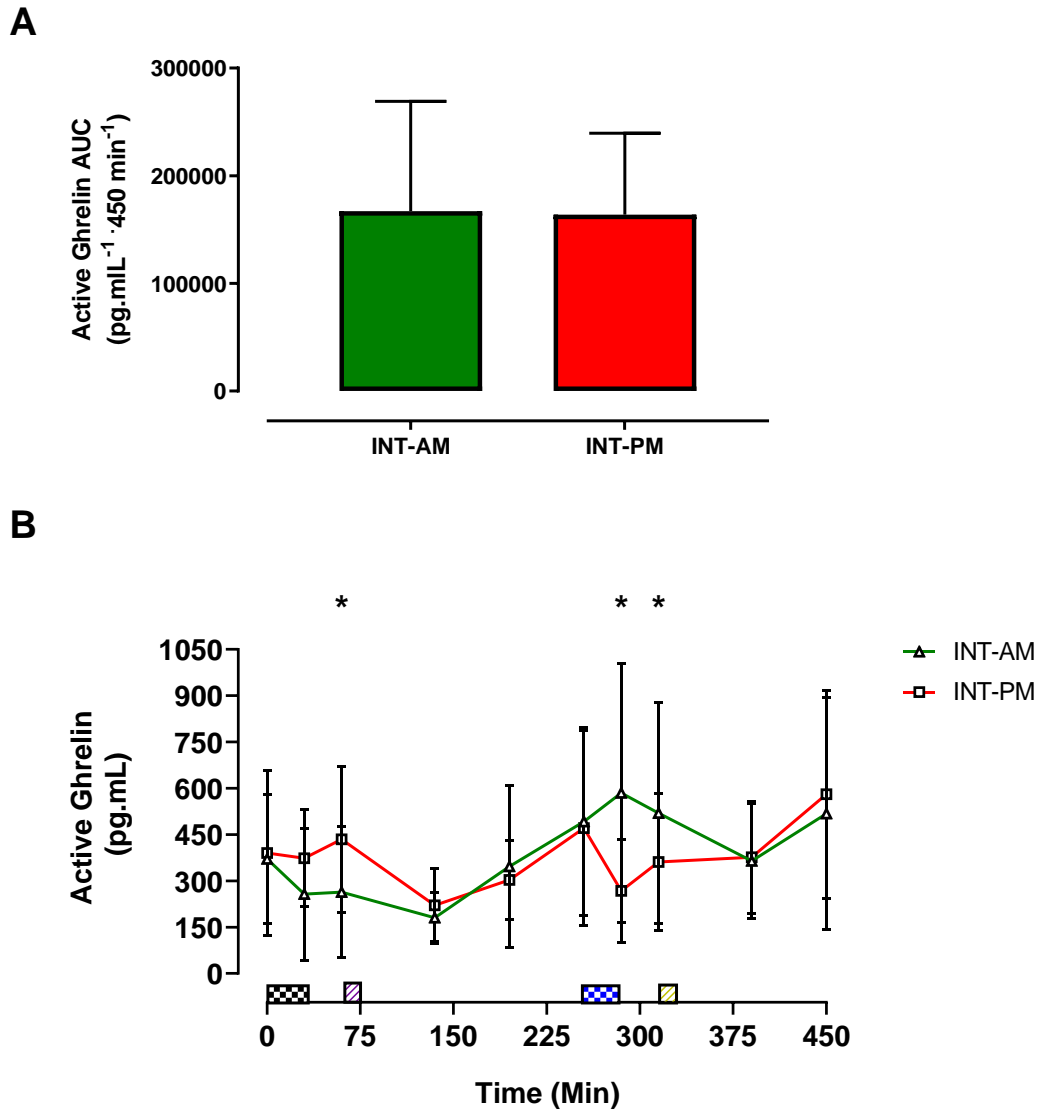 A
300000
200000
100000
0
Active Ghrelin AUC
(pg.mlL⁻¹ ·450 min⁻¹)
INT-AM
INT-PM
B
* * *
1050
900
750
600
450
300
150
0
Active Ghrelin
(pg.mL)
INT-AM
INT-PM
0 75 150 225 300 375 450
Time (Min)